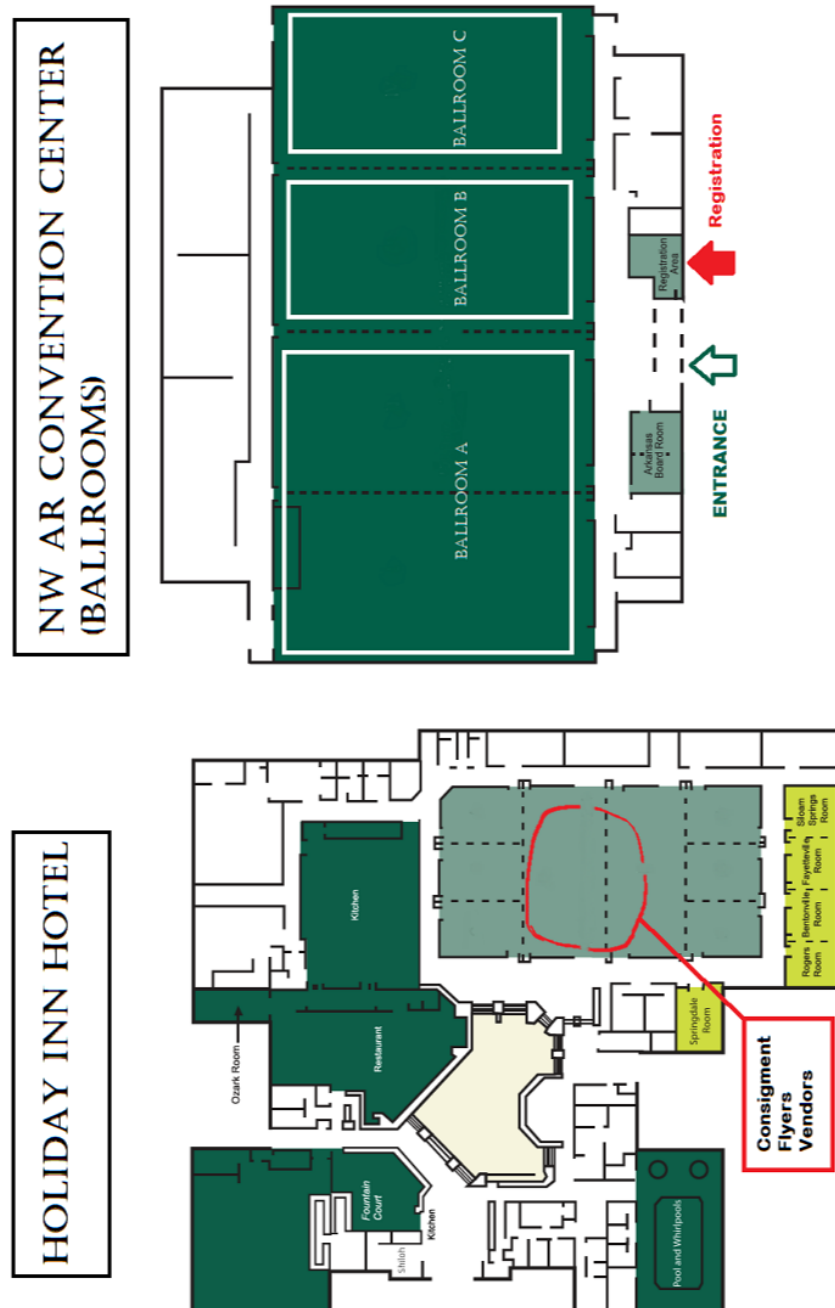 NW AR CONVENTION CENTER
(BALLROOMS)
BALLROOM A
BALLROOM B
BALLROOM C
Arkansas
Board Room
Registration
Area
ENTRANCE
Registration
HOLIDAY INN HOTEL
Ozark Room
Kitchen
Restaurant
Fountain
Court
Shiloh
Kitchen
Pool and Whirlpools
Springdale
Room
Rogers
Room
Bentonville
Room
Fayetteville
Room
Siloam
Springs
Room
Consigment
Flyers
Vendors